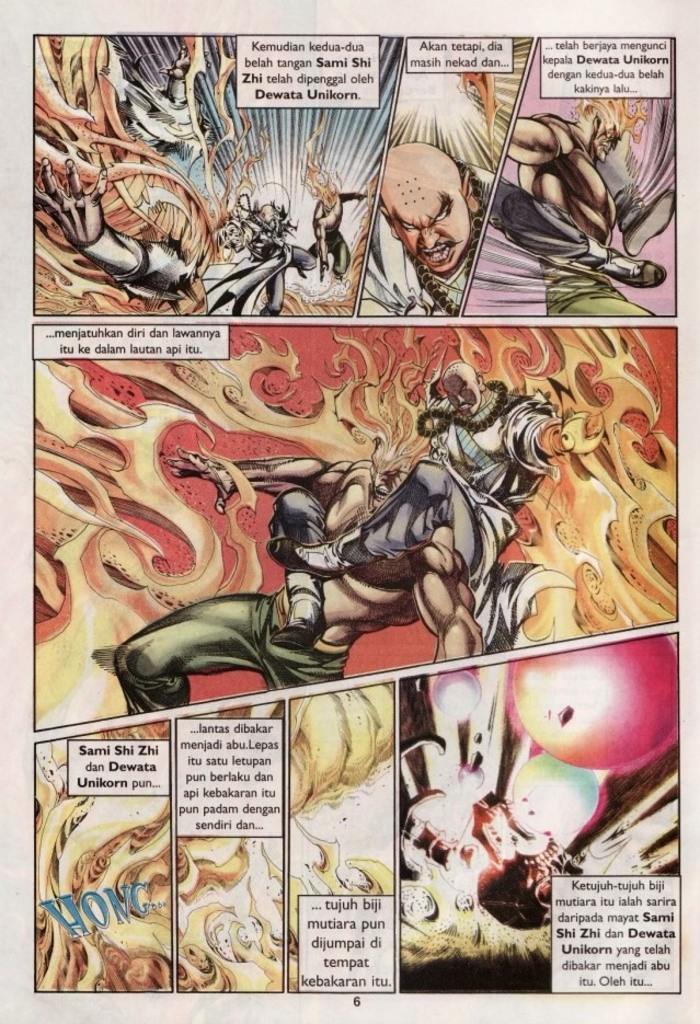 Kemudian kedua-dua
belah tangan Sami Shi
Zhi telah dipenggal oleh
Dewata Unikorn.
Akan tetapi, dia
masih nekad dan...
... telah berjaya mengunci
kepala Dewata Unikorn
dengan kedua-dua belah
kakinya lalu...
...menjatuhkan diri dan lawannya
itu ke dalam lautan api itu.
Sami Shi Zhi
dan Dewata
Unikorn pun...
HONG
...lantas dibakar
menjadi abu.Lepas
itu satu letupan
pun berlaku dan
api kebakaran itu
pun padam dengan
sendiri dan...
... tujuh biji
mutiara pun
dijumpai di
tempat
kebakaran itu.
Ketujuh-tujuh biji
mutiara itu ialah sarira
daripada mayat Sami
Shi Zhi dan Dewata
Unikorn yang telah
dibakar menjadi abu
itu. Oleh itu...
6